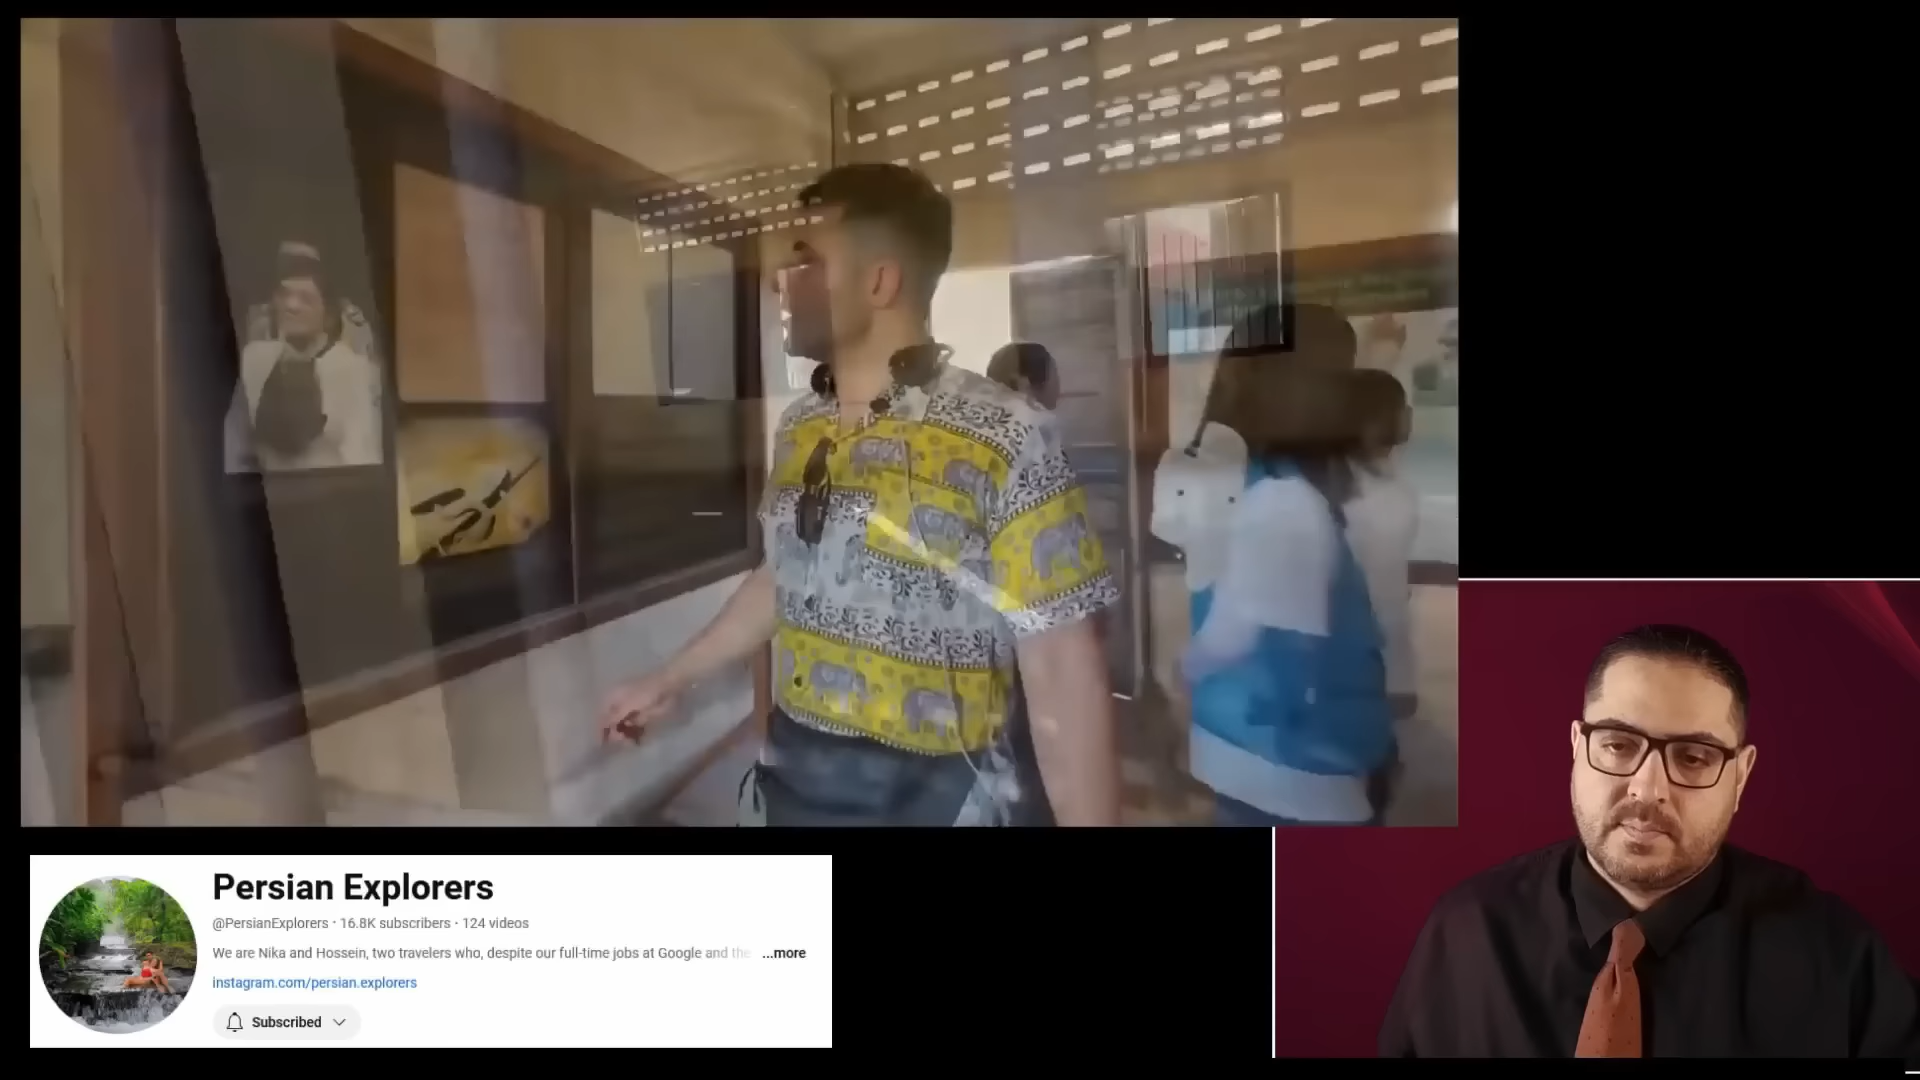 Persian Explorers
@PersianExplorers · 16.8K subscribers · 124 videos
We are Nika and Hossein, two travelers who, despite our full-time jobs at Google and the ...more
instagram.com/persian.explorers
Subscribed